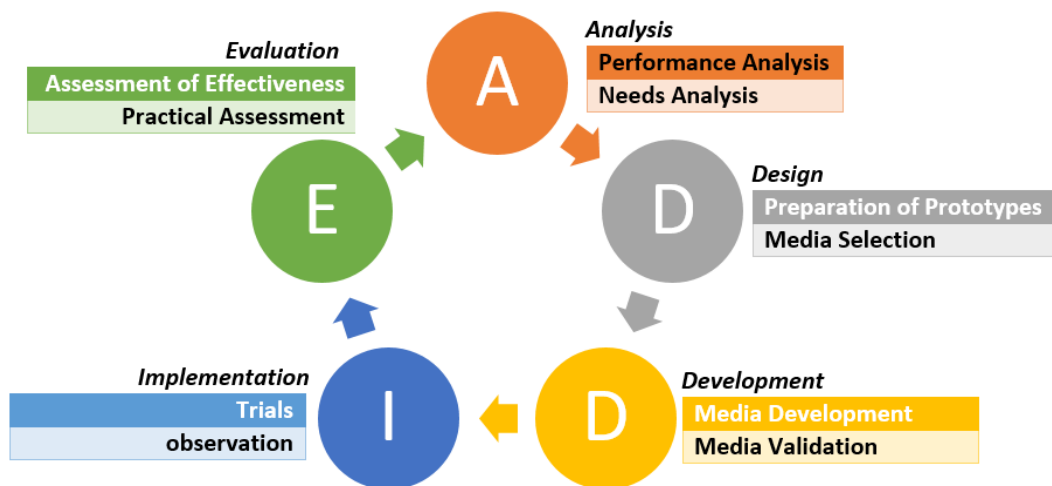 A
Analysis
Performance Analysis
Needs Analysis
D
Design
Preparation of Prototypes
Media Selection
D
Development
Media Development
Media Validation
I
Implementation
Trials
observation
E
Evaluation
Assessment of Effectiveness
Practical Assessment